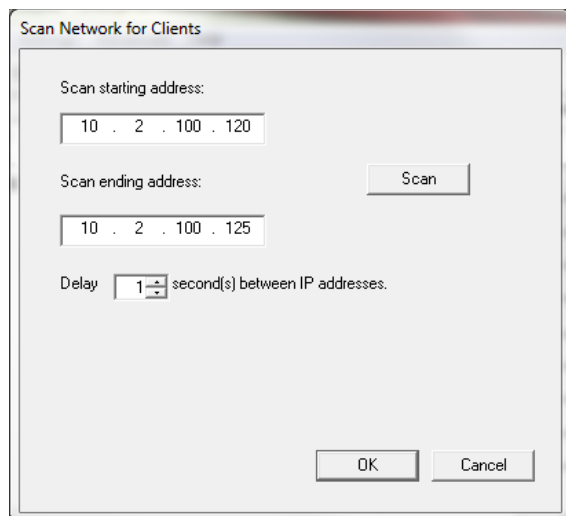 Scan Network for Clients
Scan starting address:
10 . 2 . 100 . 120
Scan ending address:
Scan
10 . 2 . 100 . 125
Delay 1 second(s) between IP addresses.
OK Cancel